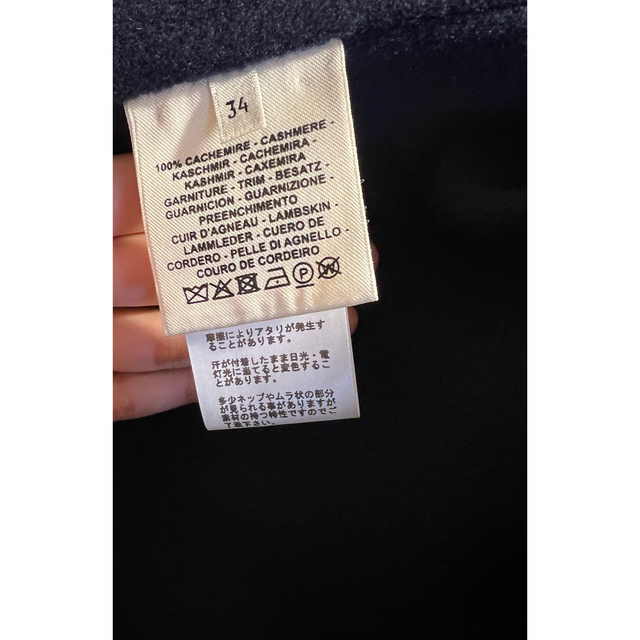 34
100% CACHEMIRE - CASHMERE -
KASCHMIR - CACHEMIRA -
KASHMIR - CAXEMIRA
GARNITURE - TRIM - BESATZ -
GUARNICION - GUARNIZIONE -
PREENCHIMENTO
CUIR D'AGNEAU - LAMBSKIN -
LAMMLEDER - CUERO DE
CORDERO - PELLE DI AGNELLO -
COURO DE CORDEIRO
P W
摩擦によりアタリが発生す
ることがあります。
汗が付着したまま日光・電
灯光に当てると変色するこ
とがあります。
多少ネップやムラ状の部分
が見られる事がありますが
素材の持つ特性ですのでご
了承下さい。